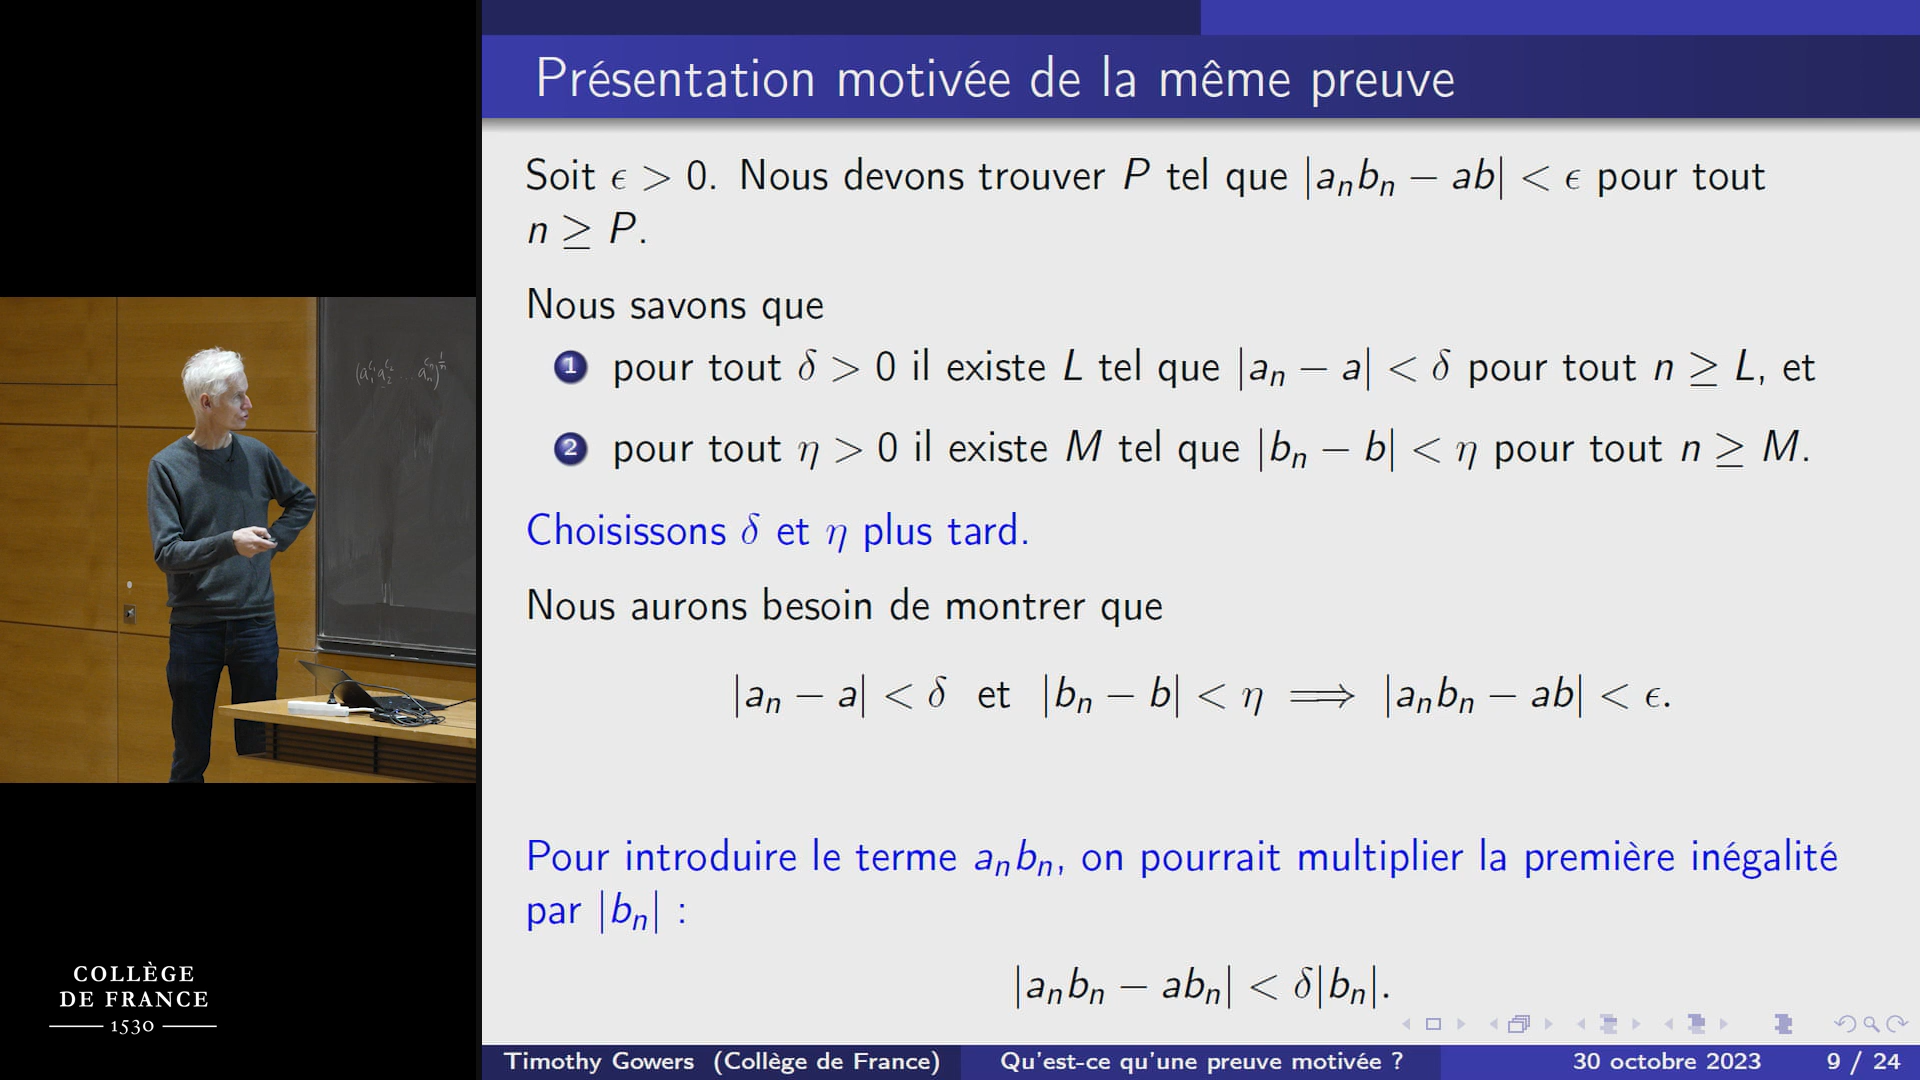 Présentation motivée de la même preuve
Soit ϵ > 0. Nous devons trouver P tel que |aₙbₙ − ab| < ϵ pour tout
n ≥ P.
Nous savons que
1 pour tout δ > 0 il existe L tel que |aₙ − a| < δ pour tout n ≥ L, et
2 pour tout η > 0 il existe M tel que |bₙ − b| < η pour tout n ≥ M.
Choisissons δ et η plus tard.
Nous aurons besoin de montrer que
|aₙ − a| < δ et |bₙ − b| < η ⟹ |aₙbₙ − ab| < ϵ.
Pour introduire le terme aₙbₙ, on pourrait multiplier la première inégalité
par |bₙ| :
|aₙbₙ − abₙ| < δ|bₙ|.
Timothy Gowers (Collège de France) Qu'est-ce qu'une preuve motivée ? 30 octobre 2023 9 / 24
COLLÈGE
DE FRANCE
1530